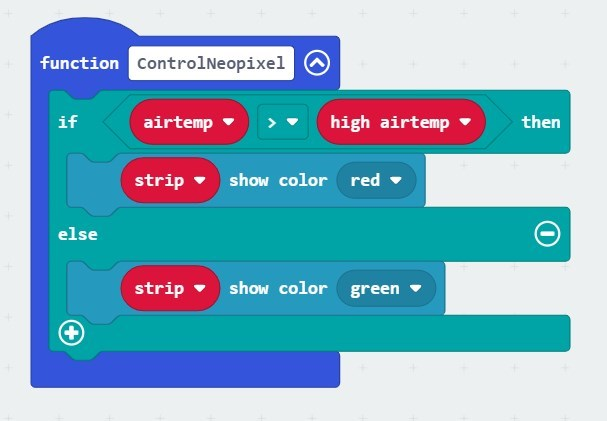 function ControlNeopixel
if airtemp > high airtemp then
strip show color red
else
strip show color green